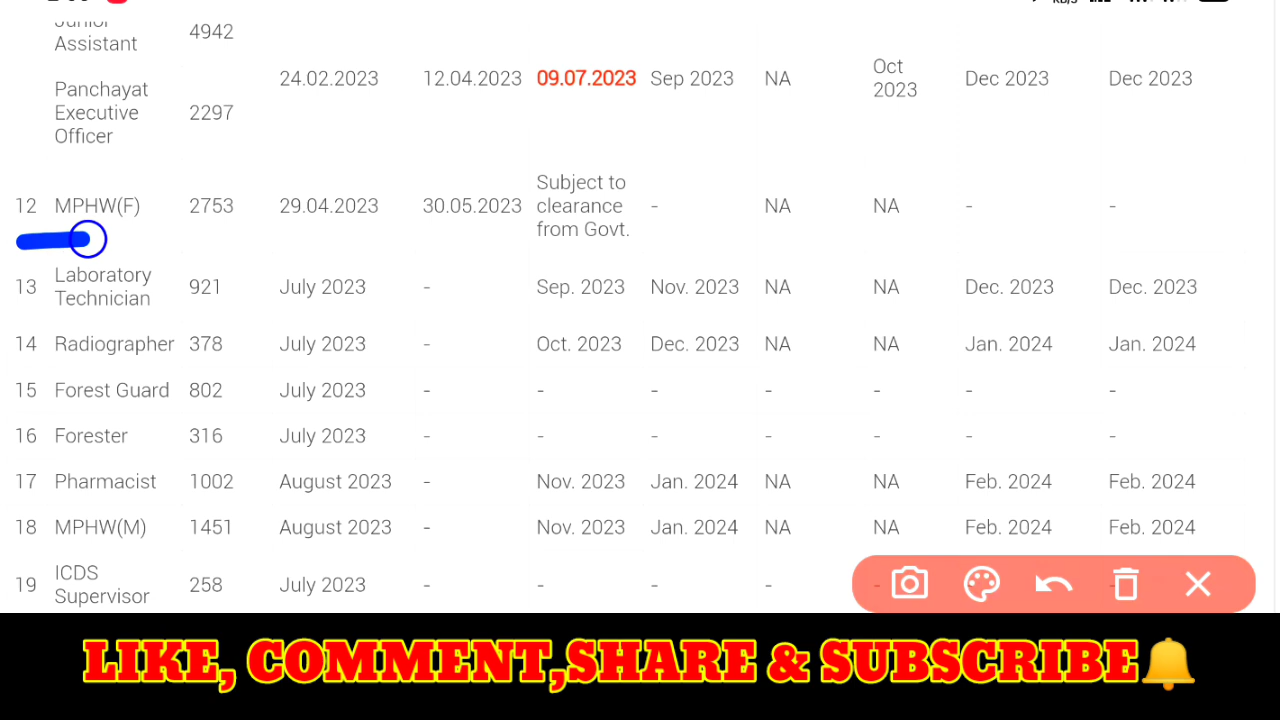 Junior
Assistant 4942
Panchayat
Executive
Officer 2297 24.02.2023 12.04.2023 09.07.2023 Sep 2023 NA Oct
2023 Dec 2023 Dec 2023
12 MPHW(F) 2753 29.04.2023 30.05.2023 Subject to
clearance
from Govt. - NA NA - -
13 Laboratory
Technician 921 July 2023 - Sep. 2023 Nov. 2023 NA NA Dec. 2023 Dec. 2023
14 Radiographer 378 July 2023 - Oct. 2023 Dec. 2023 NA NA Jan. 2024 Jan. 2024
15 Forest Guard 802 July 2023 - - - - - - -
16 Forester 316 July 2023 - - - - - - -
17 Pharmacist 1002 August 2023 - Nov. 2023 Jan. 2024 NA NA Feb. 2024 Feb. 2024
18 MPHW(M) 1451 August 2023 - Nov. 2023 Jan. 2024 NA NA Feb. 2024 Feb. 2024
19 ICDS
Supervisor 258 July 2023 - - - - - - -
LIKE, COMMENT,SHARE & SUBSCRIBE